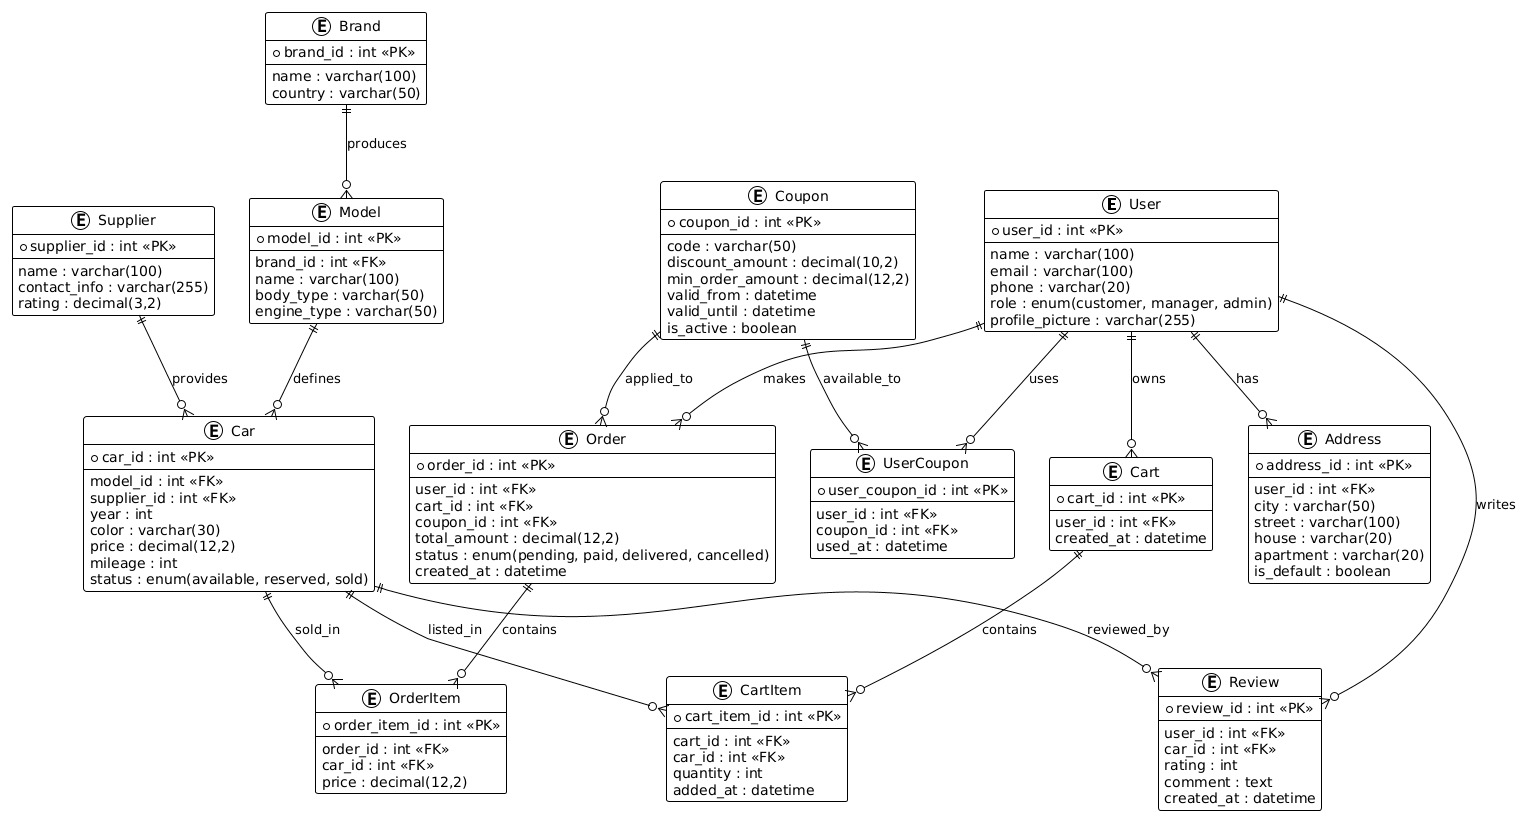 E Brand
brand_id : int «PK»
name : varchar(100)
country : varchar(50)
produces
E Supplier
supplier_id : int «PK»
name : varchar(100)
contact_info : varchar(255)
rating : decimal(3,2)
E Model
model_id : int «PK»
brand_id : int «FK»
name : varchar(100)
body_type : varchar(50)
engine_type : varchar(50)
E Coupon
coupon_id : int «PK»
code : varchar(50)
discount_amount : decimal(10,2)
min_order_amount : decimal(12,2)
valid_from : datetime
valid_until : datetime
is_active : boolean
E User
user_id : int «PK»
name : varchar(100)
email : varchar(100)
phone : varchar(20)
role : enum(customer, manager, admin)
profile_picture : varchar(255)
provides
defines
applied_to
makes
available_to
uses
owns
has
E Car
car_id : int «PK»
model_id : int «FK»
supplier_id : int «FK»
year : int
color : varchar(30)
price : decimal(12,2)
mileage : int
status : enum(available, reserved, sold)
E Order
order_id : int «PK»
user_id : int «FK»
cart_id : int «FK»
coupon_id : int «FK»
total_amount : decimal(12,2)
status : enum(pending, paid, delivered, cancelled)
created_at : datetime
E UserCoupon
user_coupon_id : int «PK»
user_id : int «FK»
coupon_id : int «FK»
used_at : datetime
E Cart
cart_id : int «PK»
user_id : int «FK»
created_at : datetime
E Address
address_id : int «PK»
user_id : int «FK»
city : varchar(50)
street : varchar(100)
house : varchar(20)
apartment : varchar(20)
is_default : boolean
writes
sold_in
listed_in
contains
contains
reviewed_by
E OrderItem
order_item_id : int «PK»
order_id : int «FK»
car_id : int «FK»
price : decimal(12,2)
E CartItem
cart_item_id : int «PK»
cart_id : int «FK»
car_id : int «FK»
quantity : int
added_at : datetime
E Review
review_id : int «PK»
user_id : int «FK»
car_id : int «FK»
rating : int
comment : text
created_at : datetime